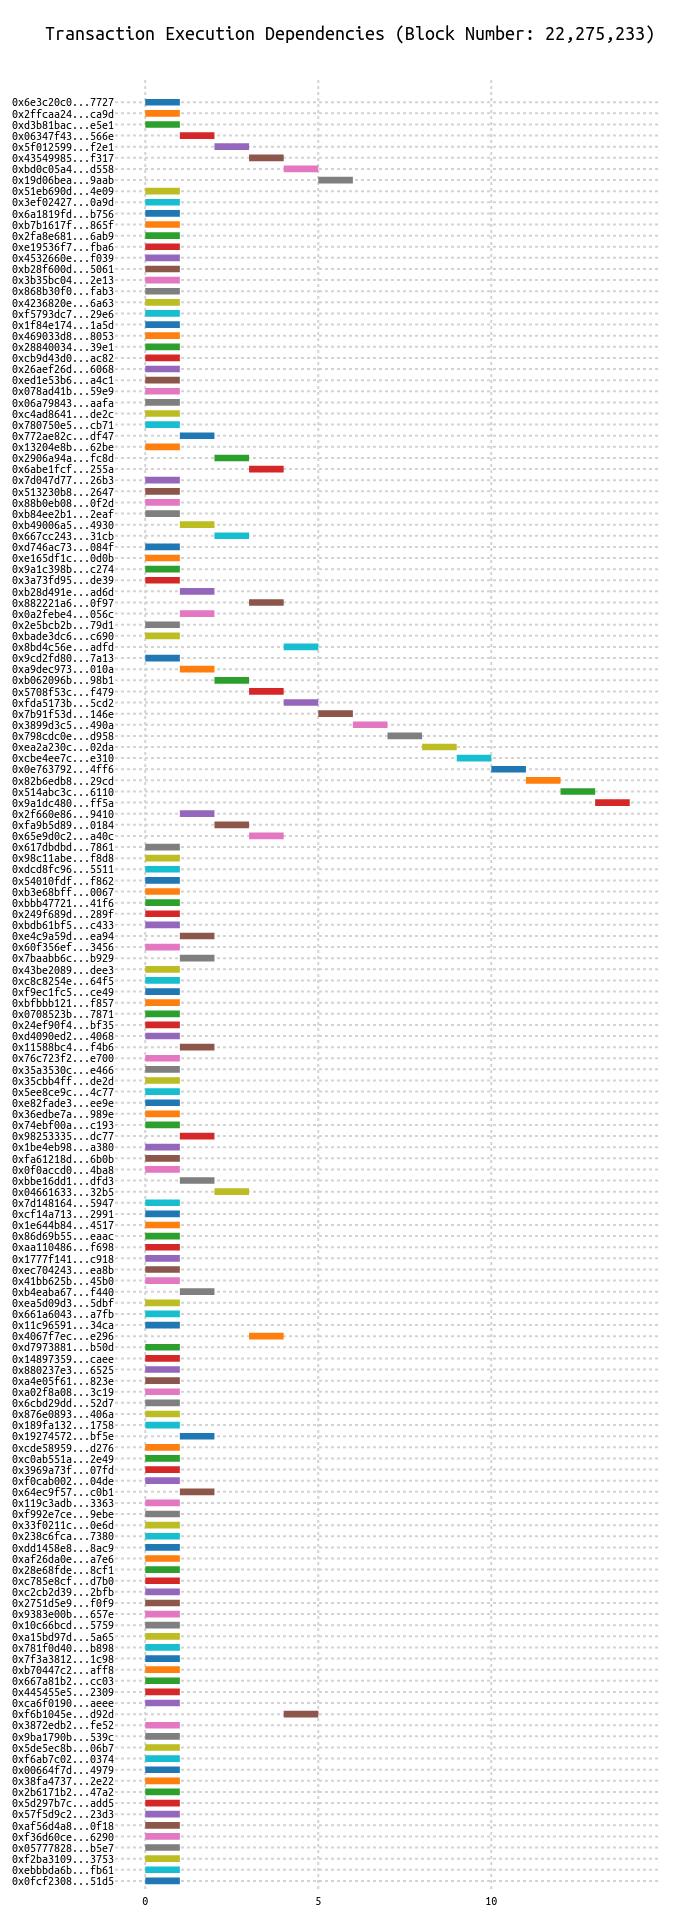 Transaction Execution Dependencies (Block Number: 22,275,233)
0x6e3c20c0...7727
0x2ffcaa24...ca9d
0xd3b81bac...e5e1
0x06347f43...566e
0x5f012599...f2e1
0x43549985...f317
0xbd0c05a4...d558
0x19d06bea...9aab
0x51eb690d...4e09
0x3ef02427...0a9d
0x6a1819fd...b756
0xb7b1617f...865f
0x2fa8e681...6ab9
0xe19536f7...fba6
0x4532660e...f039
0xb28f600d...5061
0x3b35bc04...2e13
0x868b30f0...fab3
0x4236820e...6a63
0xf5793dc7...29e6
0x1f84e174...1a5d
0x469033d8...8053
0x28840034...39e1
0xcb9d43d0...ac82
0x26aef26d...6068
0xed1e53b6...a4c1
0x078ad41b...59e9
0x06a79843...aafa
0xc4ad8641...de2c
0x780750e5...cb71
0x772ae82c...df47
0x13204e8b...62be
0x2906a94a...fc8d
0x6abe1fcf...255a
0x7d047d77...26b3
0x513230b8...2647
0x88b0eb08...0f2d
0xb84ee2b1...2eaf
0xb49006a5...4930
0x667cc243...31cb
0xd746ac73...084f
0xe165df1c...0d0b
0x9a1c398b...c274
0x3a73fd95...de39
0xb28d491e...ad6d
0x882221a6...0f97
0x0a2febe4...056c
0x2e5bcb2b...79d1
0xbade3dc6...c690
0x8bd4c56e...adfd
0x9cd2fd80...7a13
0xa9dec973...010a
0xb062096b...98b1
0x5708f53c...f479
0xfda5173b...5cd2
0x7b91f53d...146e
0x3899d3c5...490a
0x798cdc0e...d958
0xea2a230c...02da
0xcbe4ee7c...e310
0x0e763792...4ff6
0x82b6edb8...29cd
0x514abc3c...6110
0x9a1dc480...ff5a
0x2f660e86...9410
0xfa9b5d89...0184
0x65e9d0c2...a40c
0x617dbdbd...7861
0x98c11abe...f8d8
0xdcd8fc96...5511
0x54010fdf...f862
0xb3e68bff...0067
0xbbb47721...41f6
0x249f689d...289f
0xbdb61bf5...c433
0xe4c9a59d...ea94
0x60f356ef...3456
0x7baabb6c...b929
0x43be2089...dee3
0xc8c8254e...64f5
0xf9ec1fc5...ce49
0xbfbbb121...f857
0x0708523b...7871
0x24ef90f4...bf35
0xd4090ed2...4068
0x11588bc4...f4b6
0x76c723f2...e700
0x35a3530c...e466
0x35cbb4ff...de2d
0x5ee8ce9c...4c77
0xe82fade3...ee9e
0x36edbe7a...989e
0x74ebf00a...c193
0x98253335...dc77
0x1be4eb98...a380
0xfa61218d...6b0b
0x0f0accd0...4ba8
0xbbe16dd1...dfd3
0x04661633...32b5
0x7d148164...5947
0xcf14a713...2991
0x1e644b84...4517
0x86d69b55...eaac
0xaa110486...f698
0x1777f141...c918
0xec704243...ea8b
0x41bb625b...45b0
0xb4eaba67...f440
0xea5d09d3...5dbf
0x661a6043...a7fb
0x11c96591...34ca
0x4067f7ec...e296
0xd7973881...b50d
0x14897359...caee
0x880237e3...6525
0xa4e05f61...823e
0xa02f8a08...3c19
0x6cbd29dd...52d7
0x876e0893...406a
0x189fa132...1758
0x19274572...bf5e
0xcde58959...d276
0xc0ab551a...2e49
0x3969a73f...07fd
0xf0cab002...04de
0x64ec9f57...c0b1
0x119c3adb...3363
0xf992e7ce...9ebe
0x33f0211c...0e6d
0x238c6fca...7380
0xdd1458e8...8ac9
0xaf26da0e...a7e6
0x28e68fde...8cf1
0xc785e8cf...d7b0
0xc2cb2d39...2bfb
0x2751d5e9...f0f9
0x9383e00b...657e
0x10c66bcd...5759
0xa15bd97d...5a65
0x781f0d40...b898
0x7f3a3812...1c98
0xb70447c2...aff8
0x667a81b2...cc03
0x445455e5...2309
0xca6f0190...aeee
0xf6b1045e...d92d
0x3872edb2...fe52
0x9ba1790b...539c
0x5de5ec8b...06b7
0xf6ab7c02...0374
0x00664f7d...4979
0x38fa4737...2e22
0x2b6171b2...47a2
0x5d297b7c...add5
0x57f5d9c2...23d3
0xaf56d4a8...0f18
0xf36d60ce...6290
0x05777828...b5e7
0xf2ba3109...3753
0xebbbda6b...fb61
0x0fcf2308...51d5
0 5 10